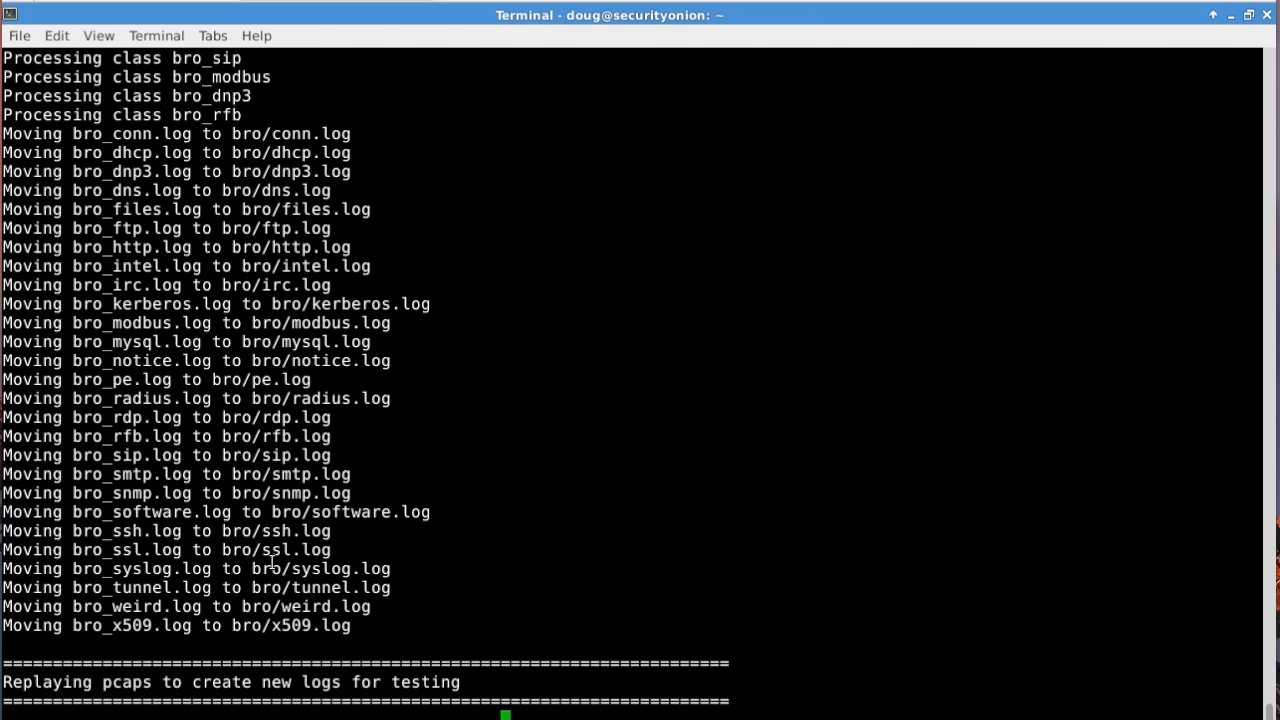 Terminal - doug@securityonion: ~
File Edit View Terminal Tabs Help
Processing class bro_sip
Processing class bro_modbus
Processing class bro_dnp3
Processing class bro_rfb
Moving bro_conn.log to bro/conn.log
Moving bro_dhcp.log to bro/dhcp.log
Moving bro_dnp3.log to bro/dnp3.log
Moving bro_dns.log to bro/dns.log
Moving bro_files.log to bro/files.log
Moving bro_ftp.log to bro/ftp.log
Moving bro_http.log to bro/http.log
Moving bro_intel.log to bro/intel.log
Moving bro_irc.log to bro/irc.log
Moving bro_kerberos.log to bro/kerberos.log
Moving bro_modbus.log to bro/modbus.log
Moving bro_mysql.log to bro/mysql.log
Moving bro_notice.log to bro/notice.log
Moving bro_pe.log to bro/pe.log
Moving bro_radius.log to bro/radius.log
Moving bro_rdp.log to bro/rdp.log
Moving bro_rfb.log to bro/rfb.log
Moving bro_sip.log to bro/sip.log
Moving bro_smtp.log to bro/smtp.log
Moving bro_snmp.log to bro/snmp.log
Moving bro_software.log to bro/software.log
Moving bro_ssh.log to bro/ssh.log
Moving bro_ssl.log to bro/ssl.log
Moving bro_syslog.log to bro/syslog.log
Moving bro_tunnel.log to bro/tunnel.log
Moving bro_weird.log to bro/weird.log
Moving bro_x509.log to bro/x509.log
=========================================================================
Replaying pcaps to create new logs for testing
=========================================================================